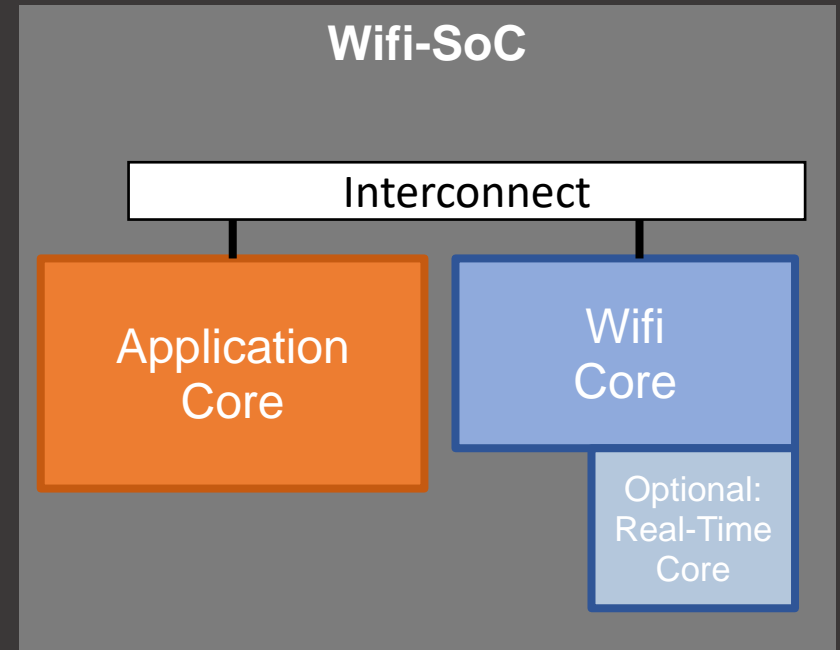 Wifi-SoC
Interconnect
Application
Core
Wifi
Core
Optional:
Real-Time
Core